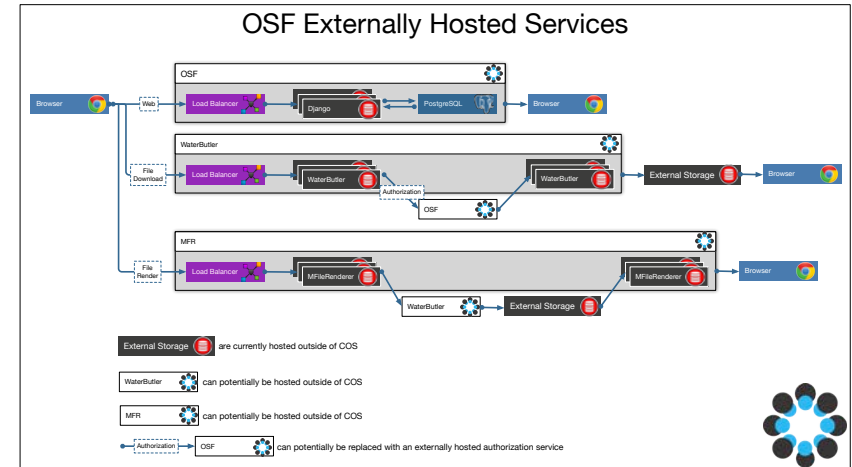 OSF Externally Hosted Services
OSF
Browser
Web
Load Balancer
Django
PostgreSQL
Browser
WaterButler
File
Download
Load Balancer
WaterButler
Authorization
OSF
WaterButler
External Storage
Browser
MFR
File
Render
Load Balancer
MFileRenderer
WaterButler
External Storage
MFileRenderer
Browser
External Storage are currently hosted outside of COS
WaterButler can potentially be hosted outside of COS
MFR can potentially be hosted outside of COS
Authorization OSF can potentially be replaced with an externally hosted authorization service